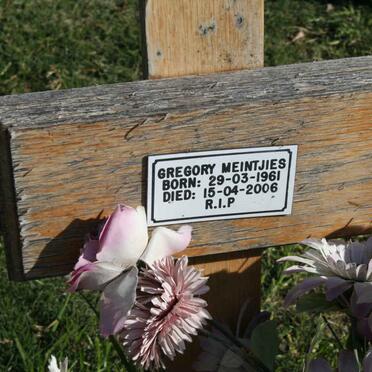 GREGORY MEINTJIES
BORN: 29-03-1961
DIED: 15-04-2006
R.I.P